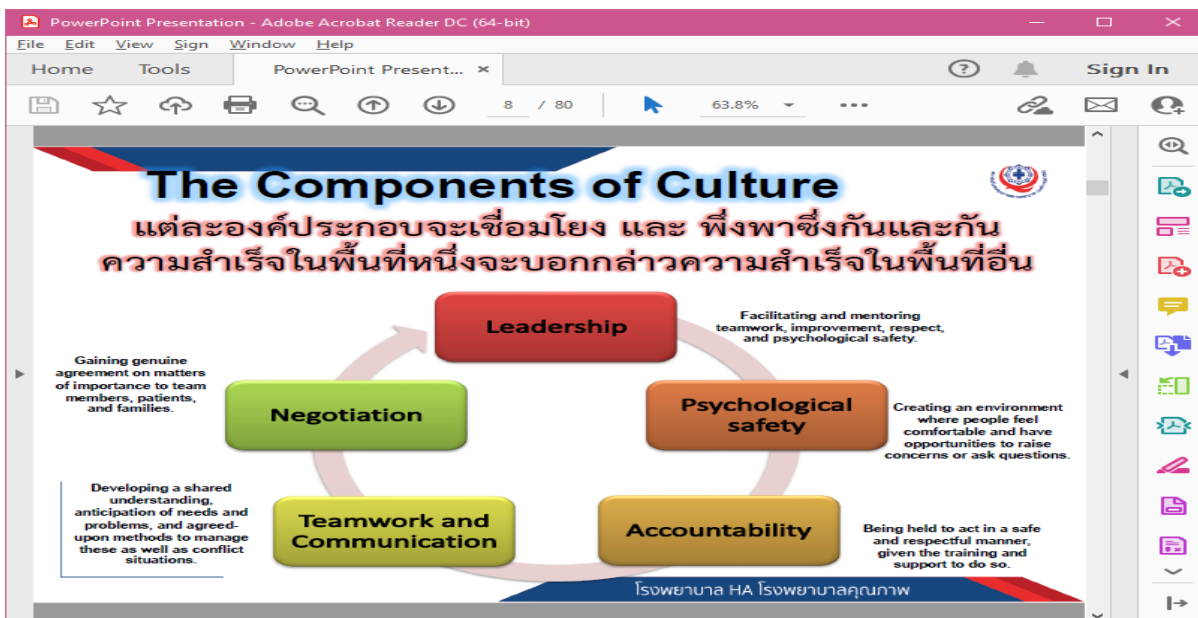 PowerPoint Presentation - Adobe Acrobat Reader DC (64-bit)
File Edit View Sign Window Help
Home Tools PowerPoint Present... × Sign In
8 / 80 63.8%
The Components of Culture
แต่ละองค์ประกอบจะเชื่อมโยง และ พึ่งพาซึ่งกันและกัน
ความสำเร็จในพื้นที่หนึ่งจะบอกกล่าวความสำเร็จในพื้นที่อื่น
Leadership
Facilitating and mentoring
teamwork, improvement, respect,
and psychological safety.
Psychological
safety
Creating an environment
where people feel
comfortable and have
opportunities to raise
concerns or ask questions.
Accountability
Being held to act in a safe
and respectful manner,
given the training and
support to do so.
Teamwork and
Communication
Developing a shared
understanding,
anticipation of needs and
problems, and agreed-
upon methods to manage
these as well as conflict
situations.
Negotiation
Gaining genuine
agreement on matters
of importance to team
members, patients,
and families.
โรงพยาบาล HA โรงพยาบาลคุณภาพ